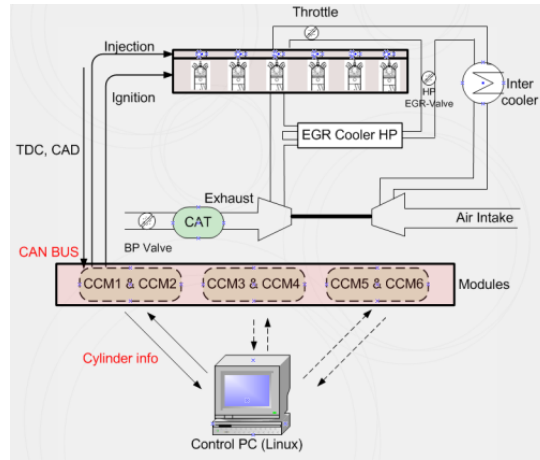 Throttle
Injection
Ignition
HP
EGR-Valve
Inter
cooler
TDC, CAD
EGR Cooler HP
Exhaust
CAT
Air Intake
BP Valve
CAN BUS
CCM1 & CCM2
CCM3 & CCM4
CCM5 & CCM6
Modules
Cylinder info
Control PC (Linux)